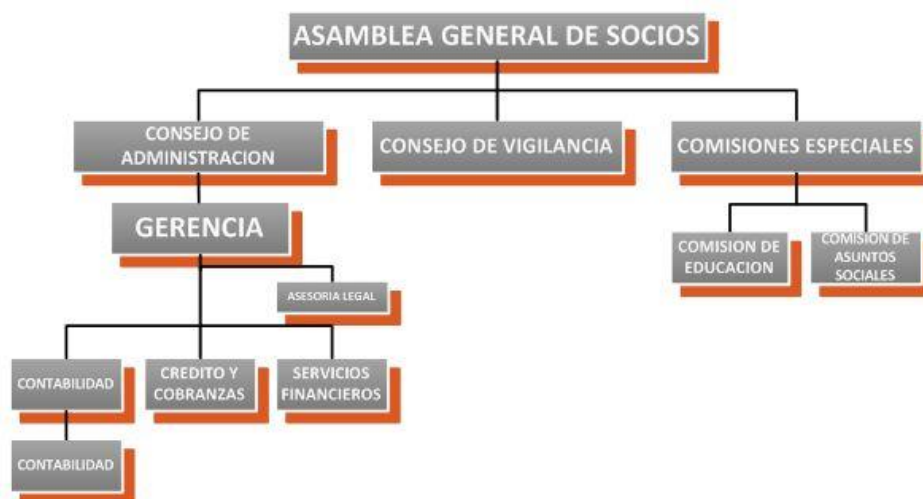 ASAMBLEA GENERAL DE SOCIOS
CONSEJO DE
ADMINISTRACION
CONSEJO DE VIGILANCIA
COMISIONES ESPECIALES
GERENCIA
COMISION DE
EDUCACION
COMISION DE
ASUNTOS
SOCIALES
ASESORIA LEGAL
CONTABILIDAD
CREDITO Y
COBRANZAS
SERVICIOS
FINANCIEROS
CONTABILIDAD